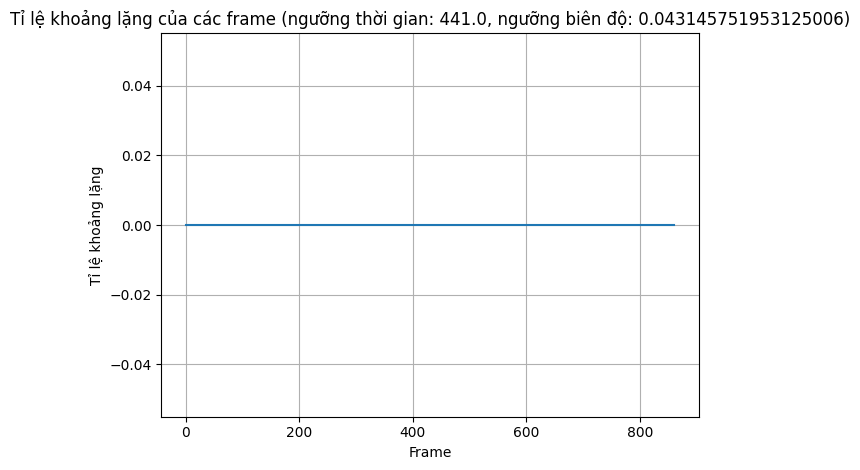 Tỉ lệ khoảng lặng của các frame (ngưỡng thời gian: 441.0, ngưỡng biên độ: 0.043145751953125006)
0.04
0.02
0.00
−0.02
−0.04
Tỉ lệ khoảng lặng
0 200 400 600 800
Frame